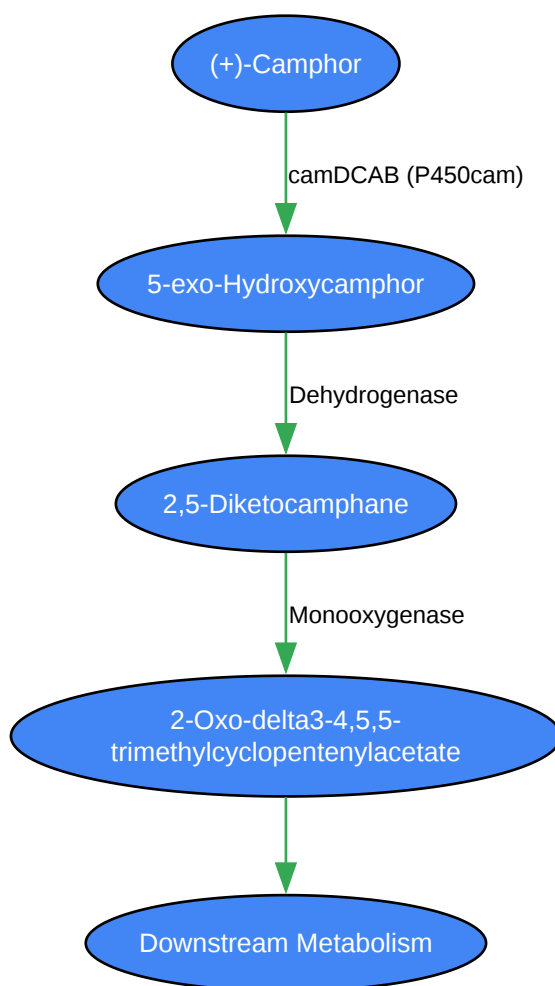 (+)-Camphor
camDCAB (P450cam)
5-exo-Hydroxycamphor
Dehydrogenase
2,5-Diketocamphane
Monooxygenase
2-Oxo-delta3-4,5,5-
trimethylcyclopentenylacetate
Downstream Metabolism